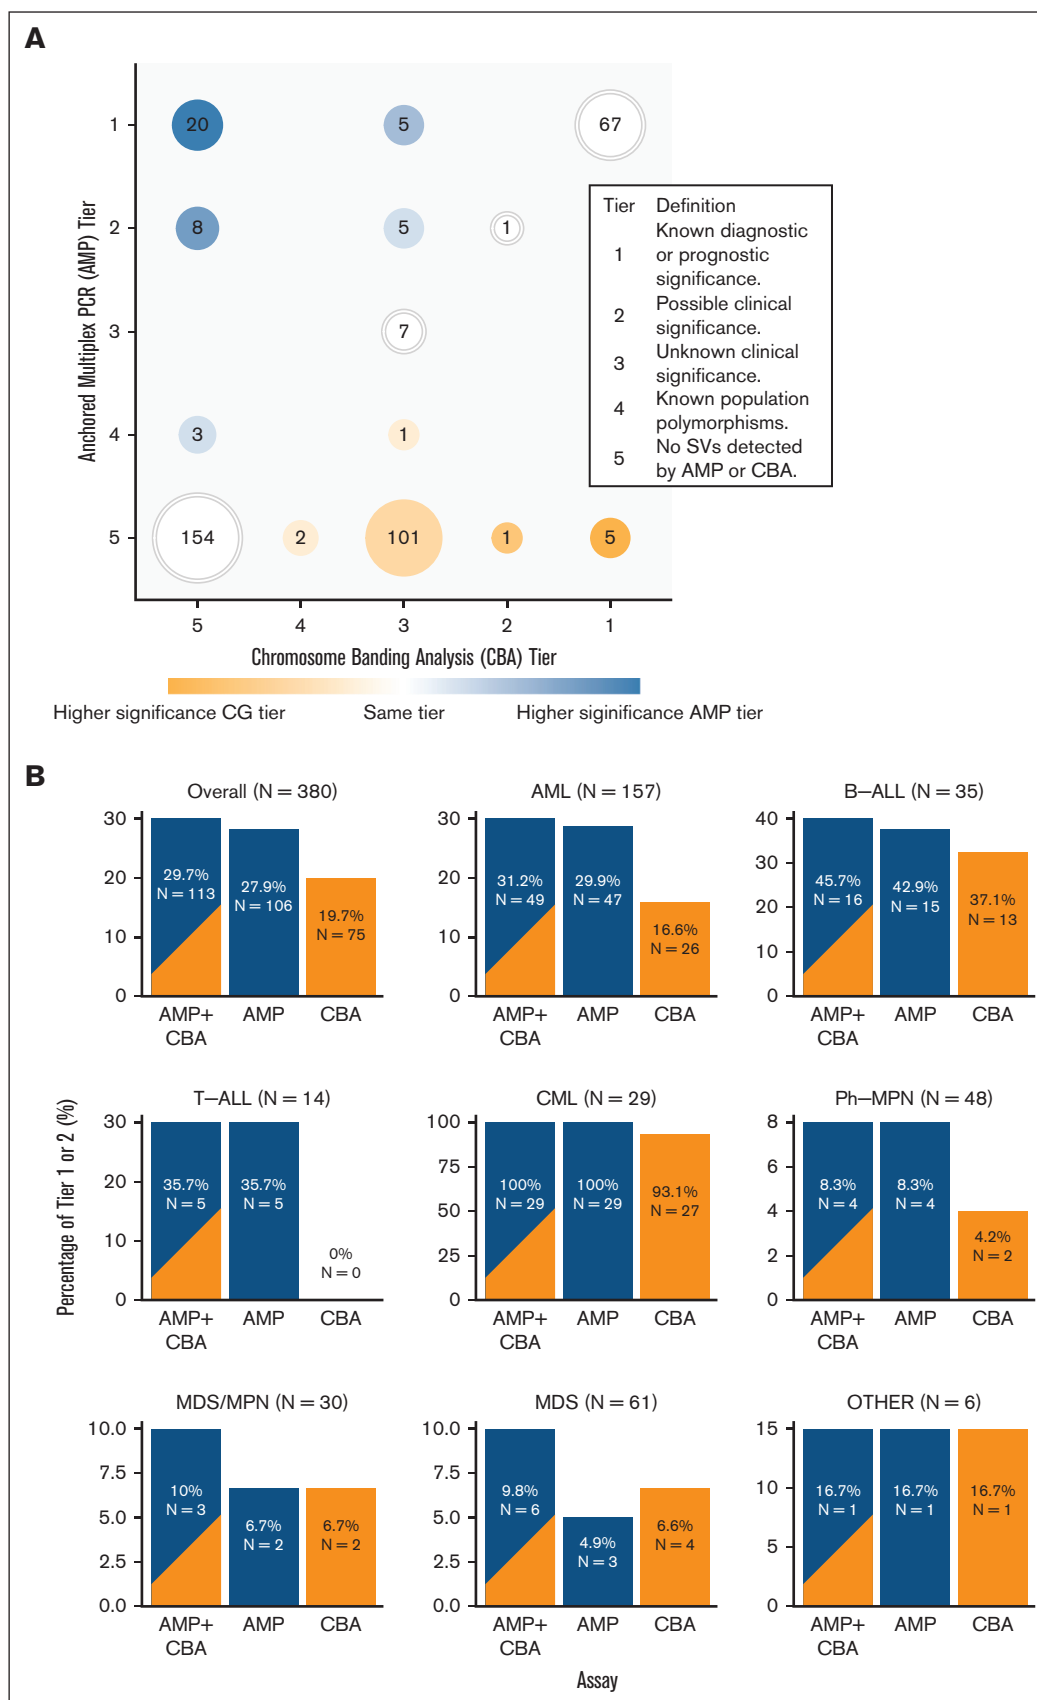 A
Anchored Multiplex PCR (AMP) Tier
1
20
5
67
2
8
5
1
3
7
4
3
1
5
154
2
101
1
5
Tier Definition
1 Known diagnostic
or prognostic
significance.
2 Possible clinical
significance.
3 Unknown clinical
significance.
4 Known population
polymorphisms.
5 No SVs detected
by AMP or CBA.
5 4 3 2 1
Chromosome Banding Analysis (CBA) Tier
Higher significance CG tier Same tier Higher siginificance AMP tier
B
Percentage of Tier 1 or 2 (%)
Overall (N = 380)
30
20
10
0
29.7%
N = 113
27.9%
N = 106
19.7%
N = 75
AMP+
CBA
AMP
CBA
AML (N = 157)
30
20
10
0
31.2%
N = 49
29.9%
N = 47
16.6%
N = 26
AMP+
CBA
AMP
CBA
B–ALL (N = 35)
40
30
20
10
0
45.7%
N = 16
42.9%
N = 15
37.1%
N = 13
AMP+
CBA
AMP
CBA
T–ALL (N = 14)
30
20
10
0
35.7%
N = 5
35.7%
N = 5
0%
N = 0
AMP+
CBA
AMP
CBA
CML (N = 29)
100
75
50
25
0
100%
N = 29
100%
N = 29
93.1%
N = 27
AMP+
CBA
AMP
CBA
Ph–MPN (N = 48)
8
6
4
2
0
8.3%
N = 4
8.3%
N = 4
4.2%
N = 2
AMP+
CBA
AMP
CBA
MDS/MPN (N = 30)
10.0
7.5
5.0
2.5
0.0
10%
N = 3
6.7%
N = 2
6.7%
N = 2
AMP+
CBA
AMP
CBA
MDS (N = 61)
10.0
7.5
5.0
2.5
0.0
9.8%
N = 6
4.9%
N = 3
6.6%
N = 4
AMP+
CBA
AMP
CBA
OTHER (N = 6)
15
10
5
0
16.7%
N = 1
16.7%
N = 1
16.7%
N = 1
AMP+
CBA
AMP
CBA
Assay